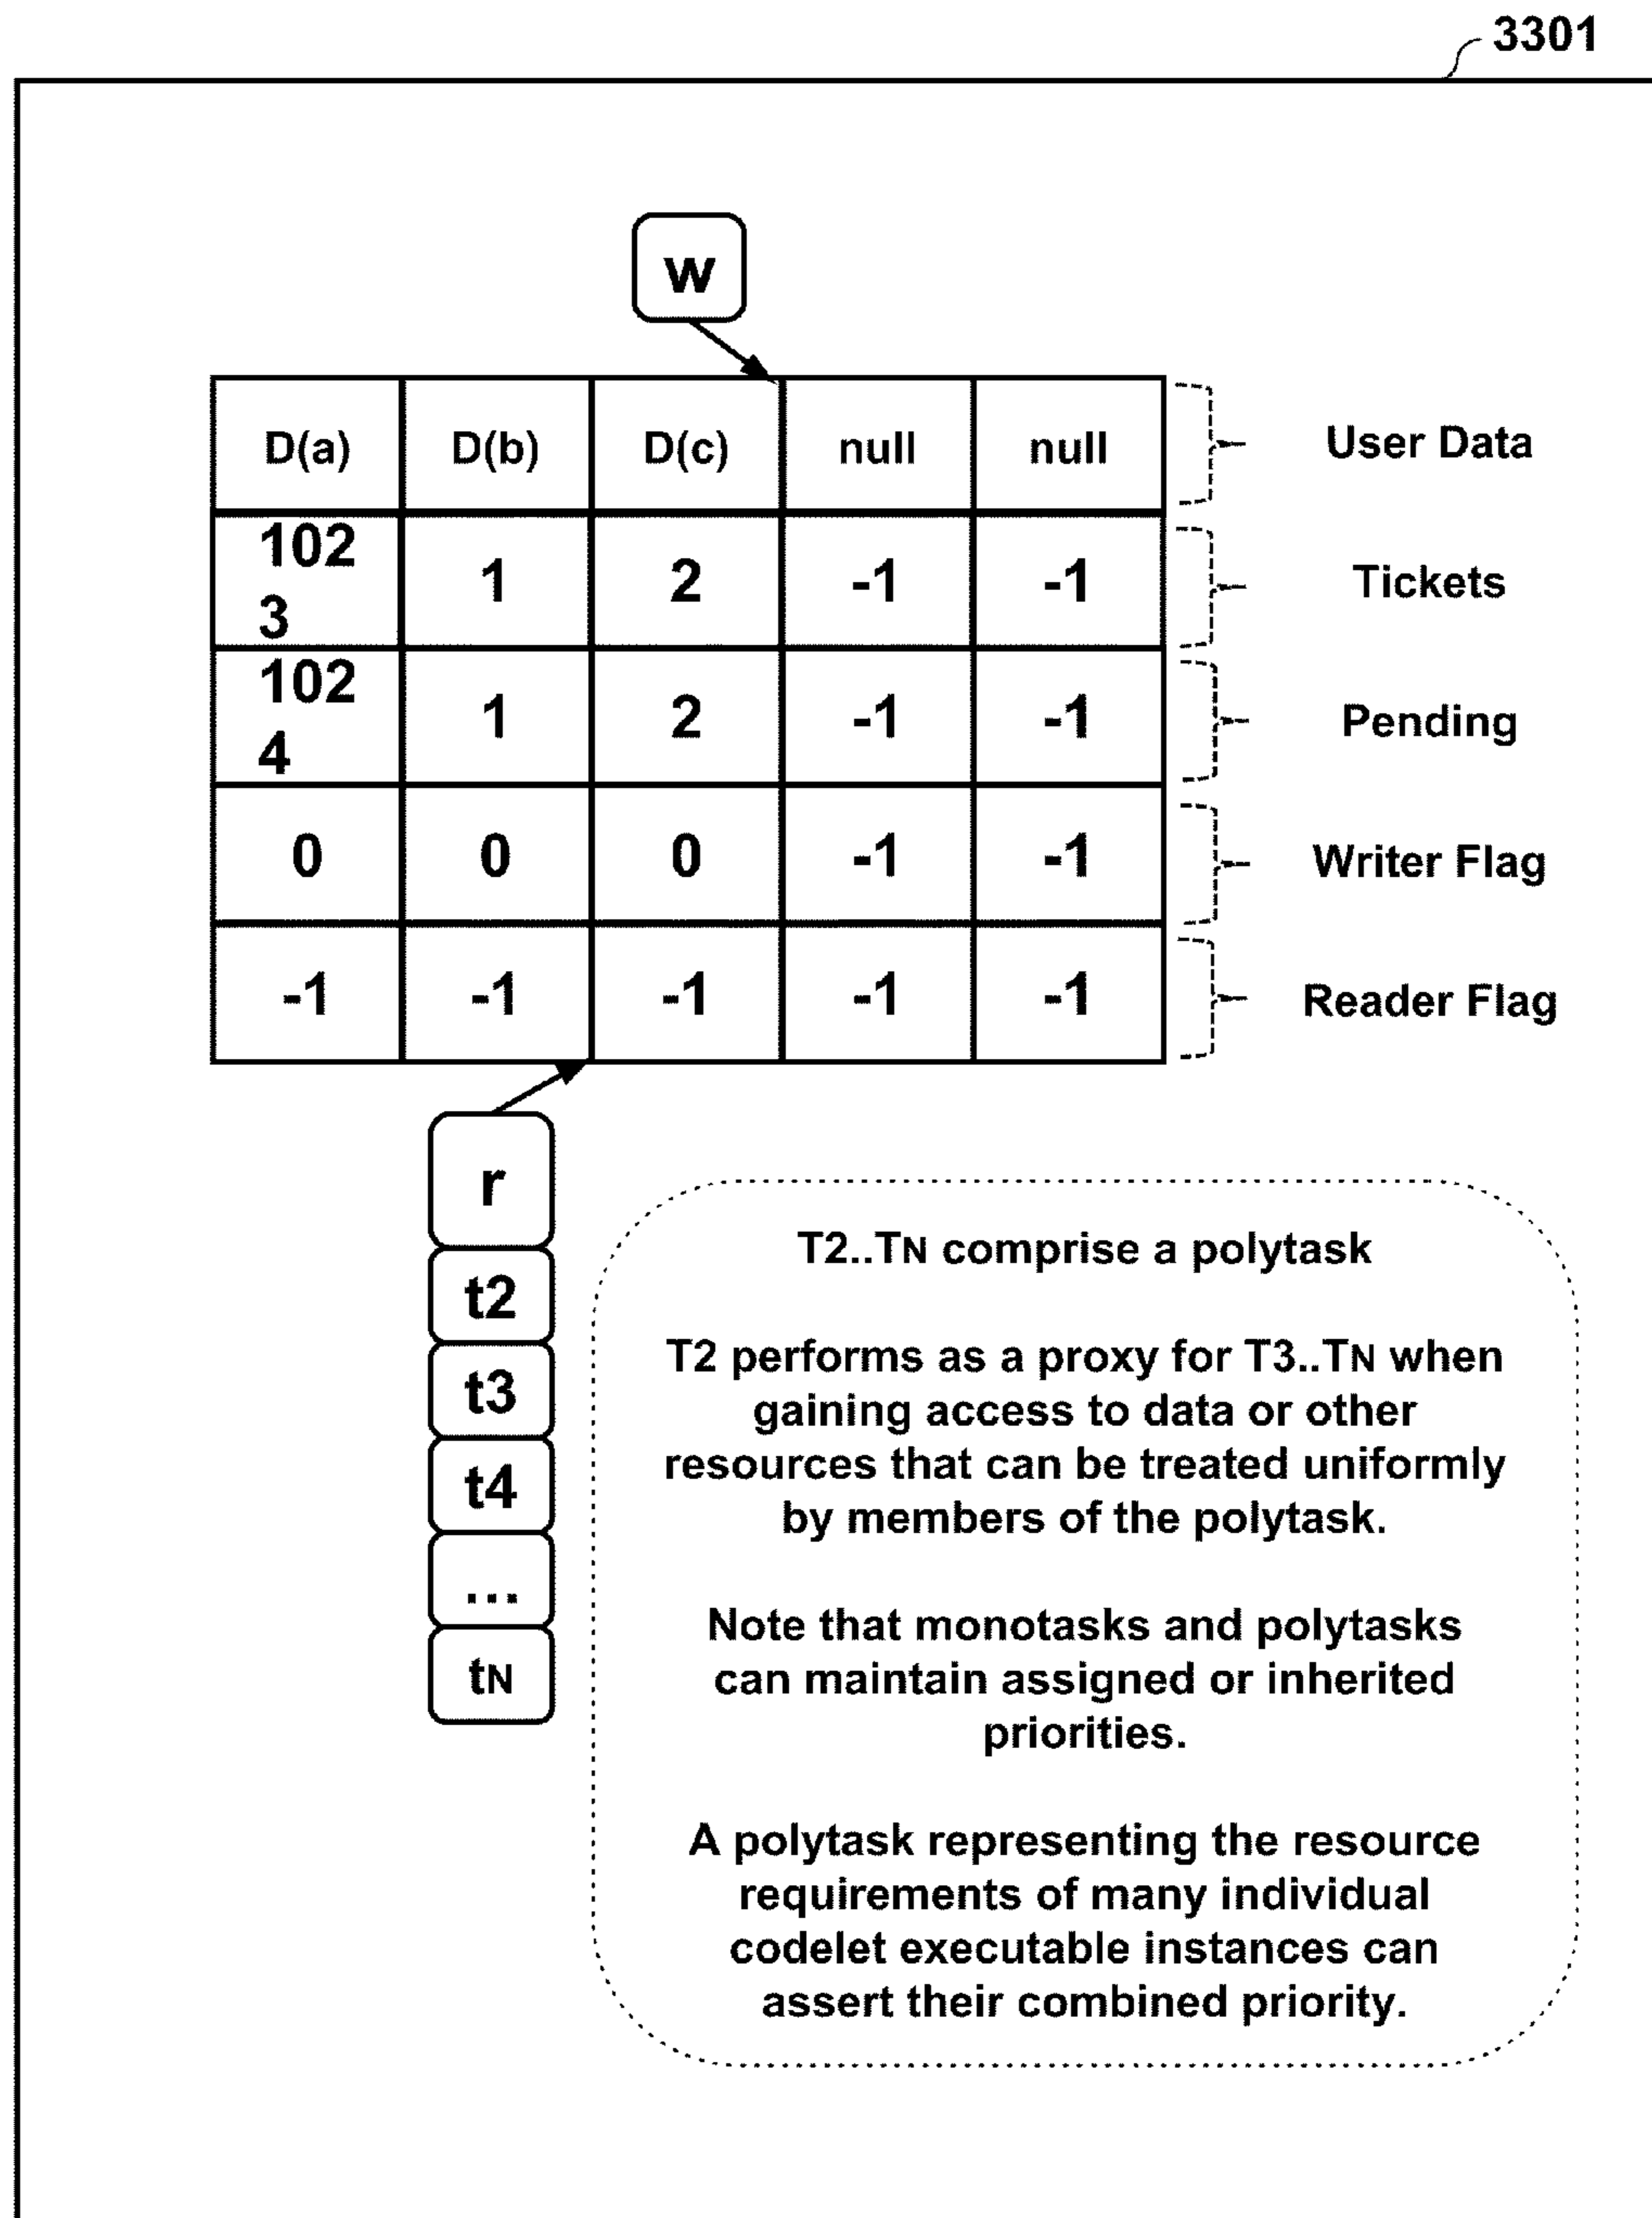 3301
w
D(a) D(b) D(c) null null User Data
102
3 1 2 -1 -1 Tickets
102
4 1 2 -1 -1 Pending
0 0 0 -1 -1 Writer Flag
-1 -1 -1 -1 -1 Reader Flag
r
t2
t3
t4
...
tN
T2..TN comprise a polytask
T2 performs as a proxy for T3..TN when
gaining access to data or other
resources that can be treated uniformly
by members of the polytask.
Note that monotasks and polytasks
can maintain assigned or inherited
priorities.
A polytask representing the resource
requirements of many individual
codelet executable instances can
assert their combined priority.